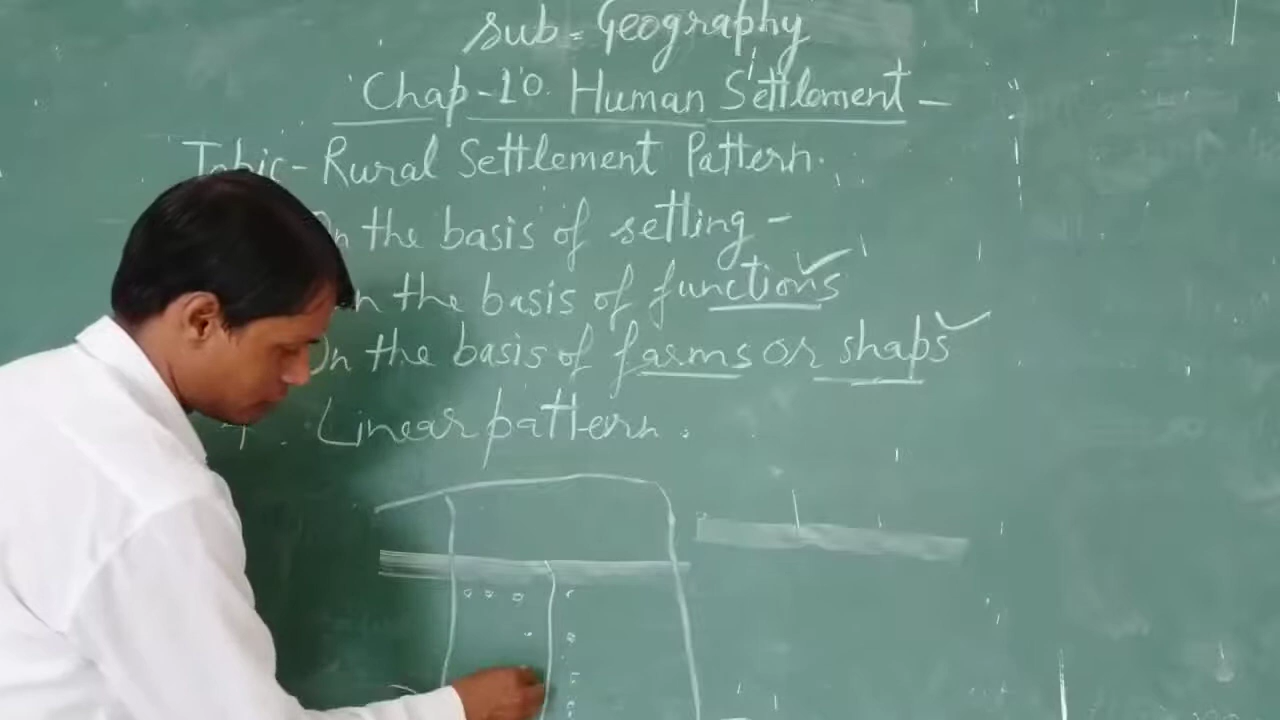 Sub = Geography
Chap-10. Human Settlement -
Topic - Rural Settlement Pattern.
On the basis of setting -
n the basis of functions
On the basis of farms or shaps
Linear pattern.